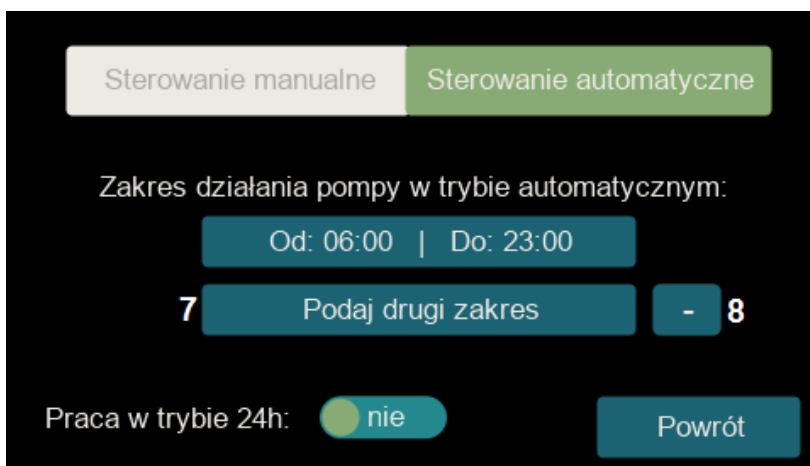 Sterowanie manualne Sterowanie automatyczne
Zakres działania pompy w trybie automatycznym:
Od: 06:00 | Do: 23:00
7 Podaj drugi zakres - 8
Praca w trybie 24h: nie Powrót